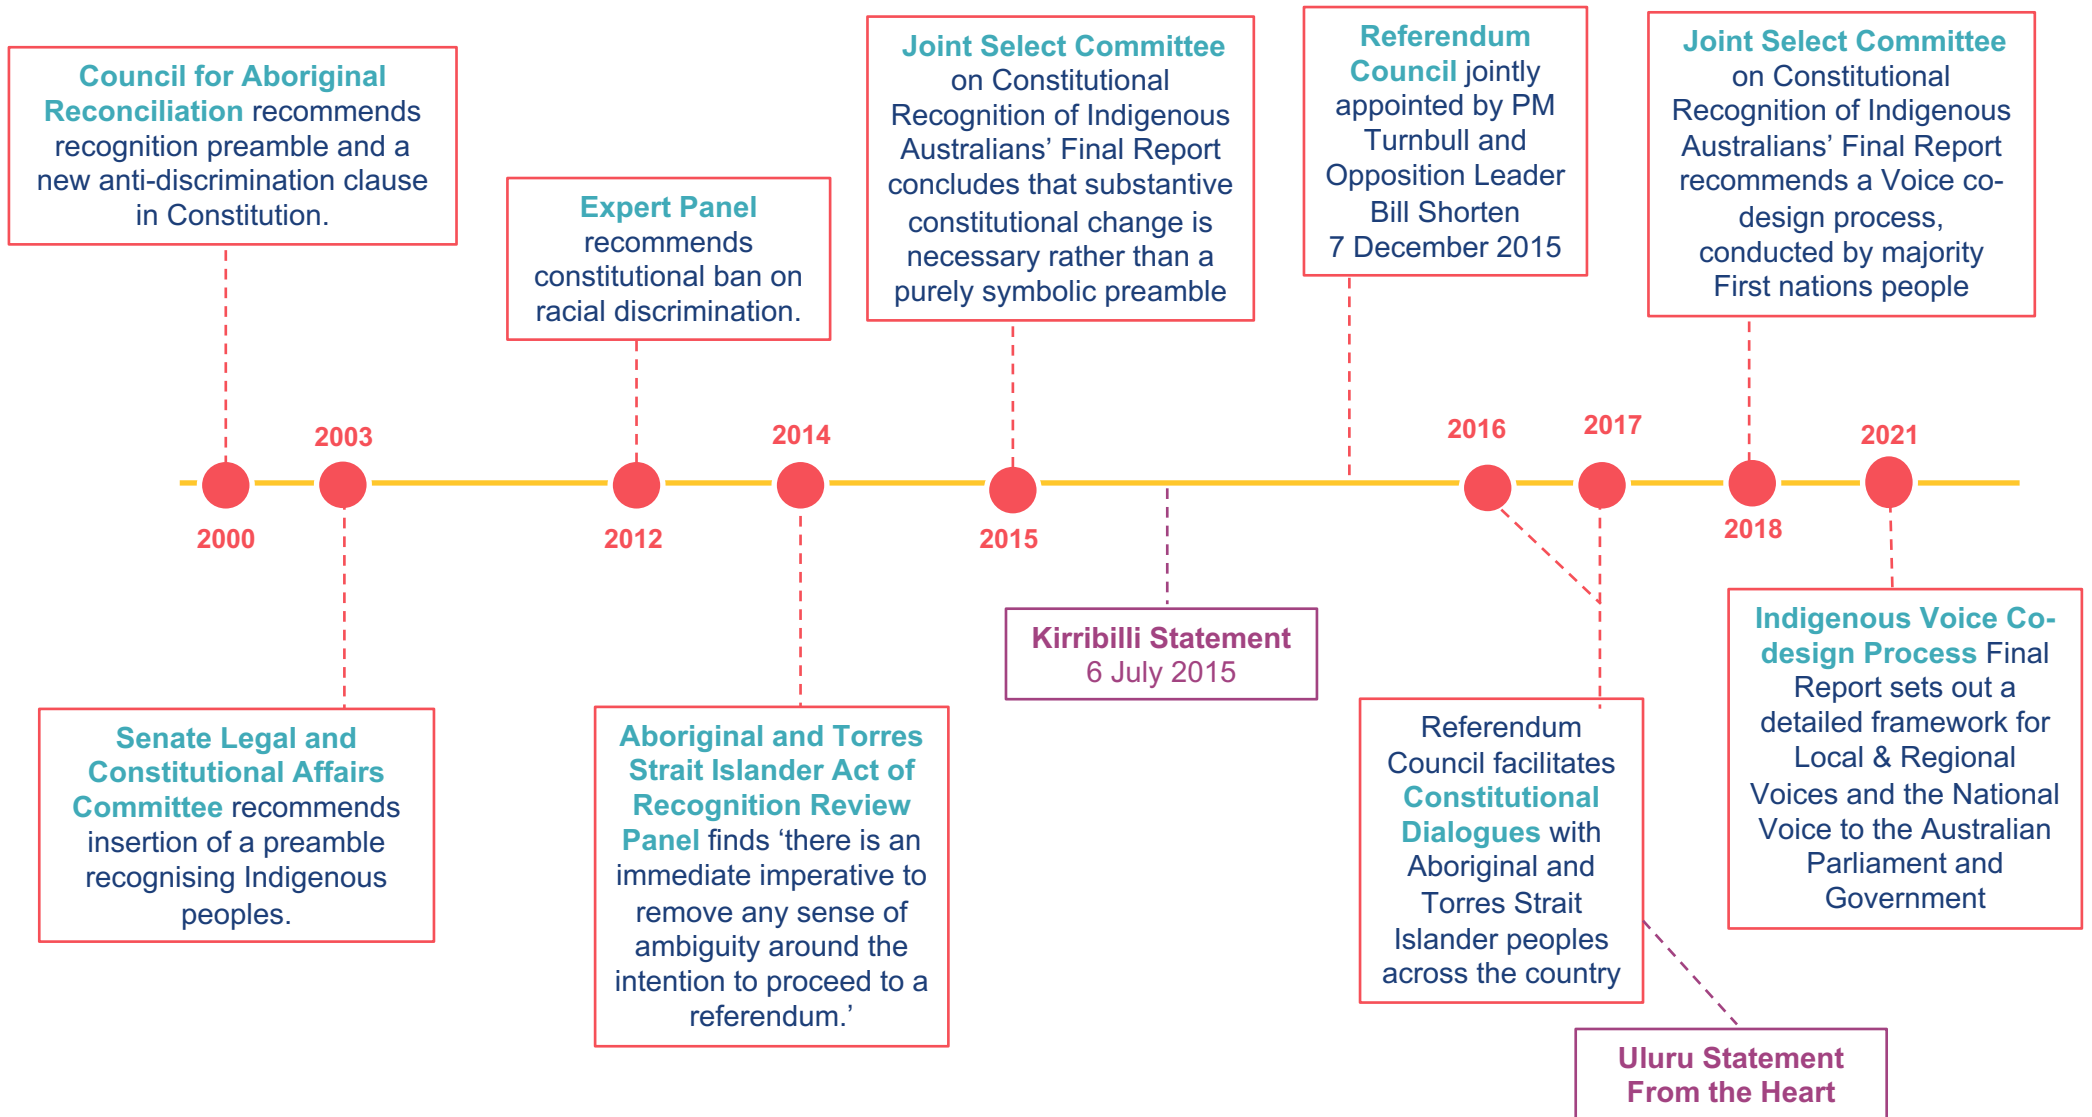 Council for Aboriginal
Reconciliation recommends
recognition preamble and a
new anti-discrimination clause
in Constitution.
Expert Panel
recommends
constitutional ban on
racial discrimination.
Joint Select Committee
on Constitutional
Recognition of Indigenous
Australians’ Final Report
concludes that substantive
constitutional change is
necessary rather than a
purely symbolic preamble
Referendum
Council jointly
appointed by PM
Turnbull and
Opposition Leader
Bill Shorten
7 December 2015
Joint Select Committee
on Constitutional
Recognition of Indigenous
Australians’ Final Report
recommends a Voice co-
design process,
conducted by majority
First nations people
2000
2003
2012
2014
2015
2016
2017
2018
2021
Senate Legal and
Constitutional Affairs
Committee recommends
insertion of a preamble
recognising Indigenous
peoples.
Aboriginal and Torres
Strait Islander Act of
Recognition Review
Panel finds ‘there is an
immediate imperative to
remove any sense of
ambiguity around the
intention to proceed to a
referendum.’
Kirribilli Statement
6 July 2015
Referendum
Council facilitates
Constitutional
Dialogues with
Aboriginal and
Torres Strait
Islander peoples
across the country
Uluru Statement
From the Heart
Indigenous Voice Co-
design Process Final
Report sets out a
detailed framework for
Local & Regional
Voices and the National
Voice to the Australian
Parliament and
Government